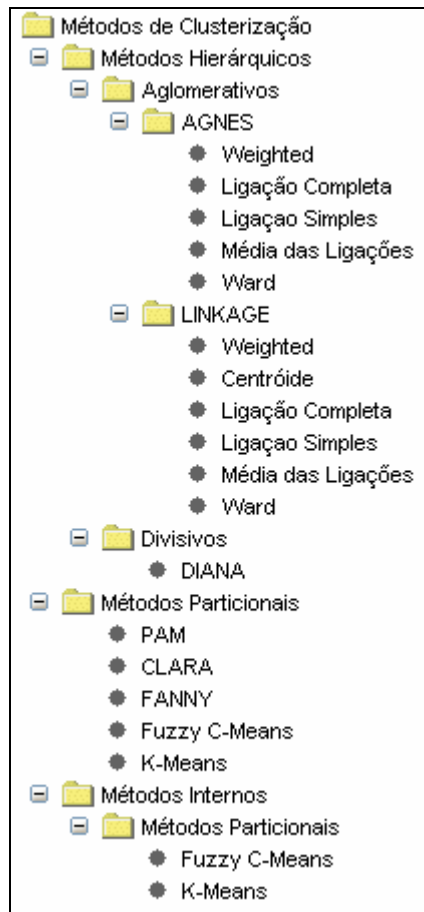 Métodos de Clusterização
Métodos Hierárquicos
Aglomerativos
AGNES
Weighted
Ligação Completa
Ligaçao Simples
Média das Ligações
Ward
LINKAGE
Weighted
Centróide
Ligação Completa
Ligaçao Simples
Média das Ligações
Ward
Divisivos
DIANA
Métodos Particionais
PAM
CLARA
FANNY
Fuzzy C-Means
K-Means
Métodos Internos
Métodos Particionais
Fuzzy C-Means
K-Means